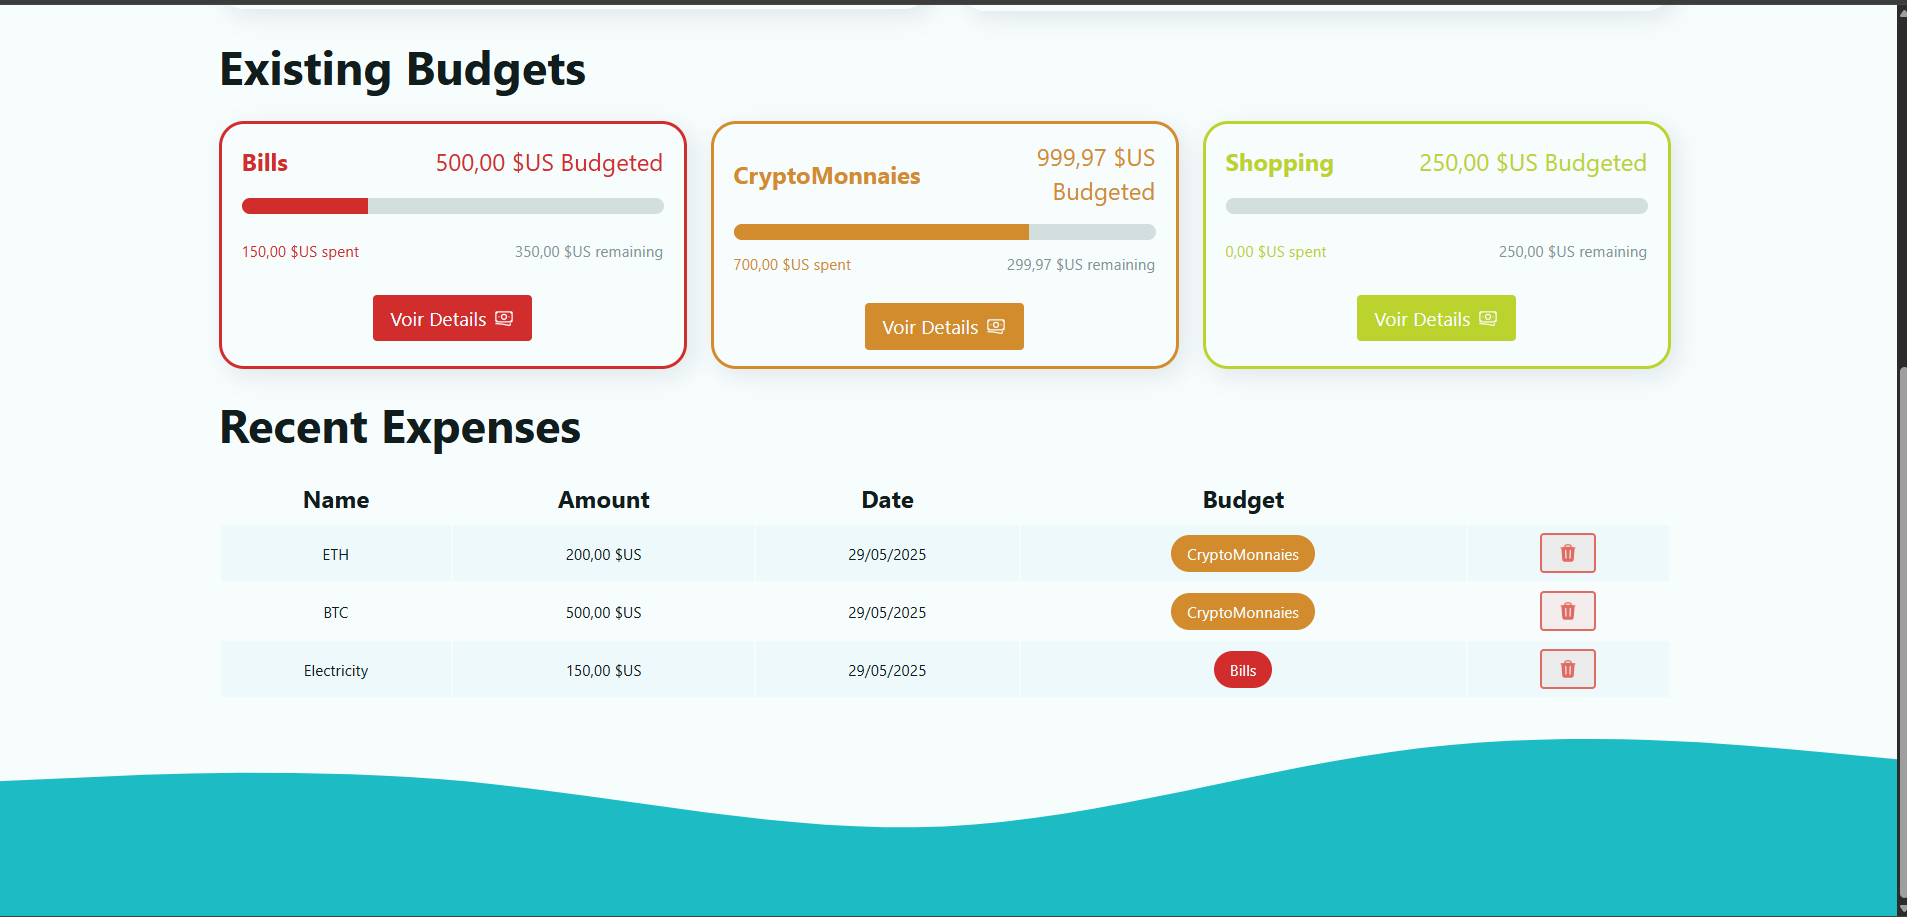 Existing Budgets
Bills 500,00 $US Budgeted
150,00 $US spent 350,00 $US remaining
Voir Details
CryptoMonnaies 999,97 $US
Budgeted
700,00 $US spent 299,97 $US remaining
Voir Details
Shopping 250,00 $US Budgeted
0,00 $US spent 250,00 $US remaining
Voir Details
Recent Expenses
Name Amount Date Budget
ETH 200,00 $US 29/05/2025 CryptoMonnaies
BTC 500,00 $US 29/05/2025 CryptoMonnaies
Electricity 150,00 $US 29/05/2025 Bills